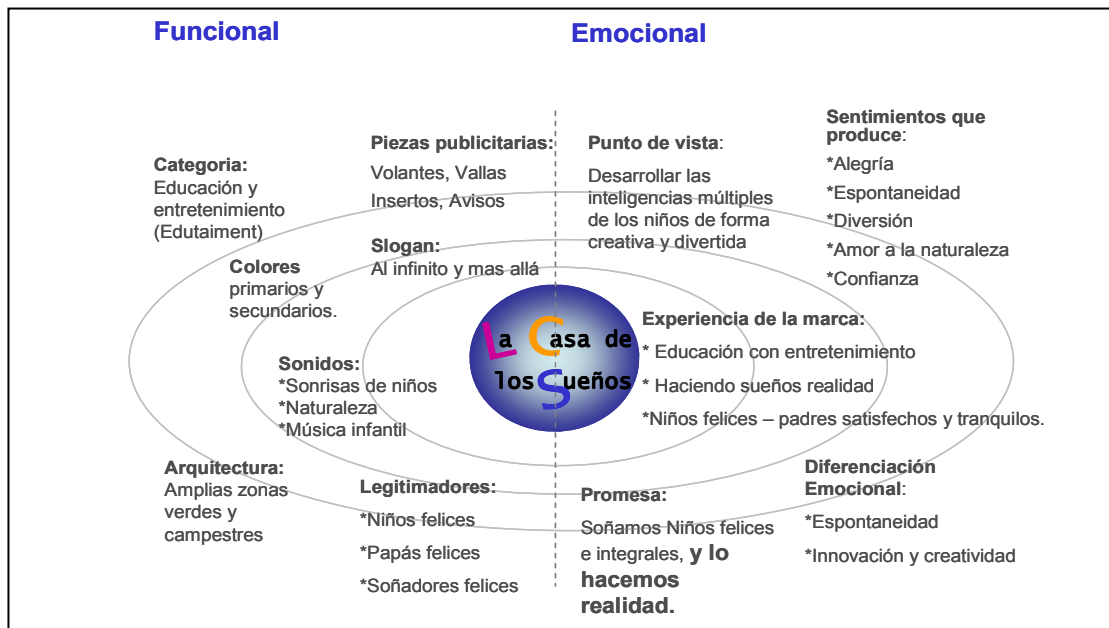 Funcional
Emocional
Categoria:
Educación y
entretenimiento
(Edutaiment)
Piezas publicitarias:
Volantes, Vallas
Insertos, Avisos
Slogan:
Al infinito y mas allá
Colores
primarios y
secundarios.
Sonidos:
*Sonrisas de niños
*Naturaleza
*Música infantil
Arquitectura:
Amplias zonas
verdes y
campestres
Legitimadores:
*Niños felices
*Papás felices
*Soñadores felices
La Casa de
los Sueños
Punto de vista:
Desarrollar las
inteligencias múltiples
de los niños de forma
creativa y divertida
Sentimientos que
produce:
*Alegría
*Espontaneidad
*Diversión
*Amor a la naturaleza
*Confianza
Experiencia de la marca:
* Educación con entretenimiento
* Haciendo sueños realidad
*Niños felices – padres satisfechos y tranquilos.
Promesa:
Soñamos Niños felices
e integrales, y lo
hacemos
realidad.
Diferenciación
Emocional:
*Espontaneidad
*Innovación y creatividad